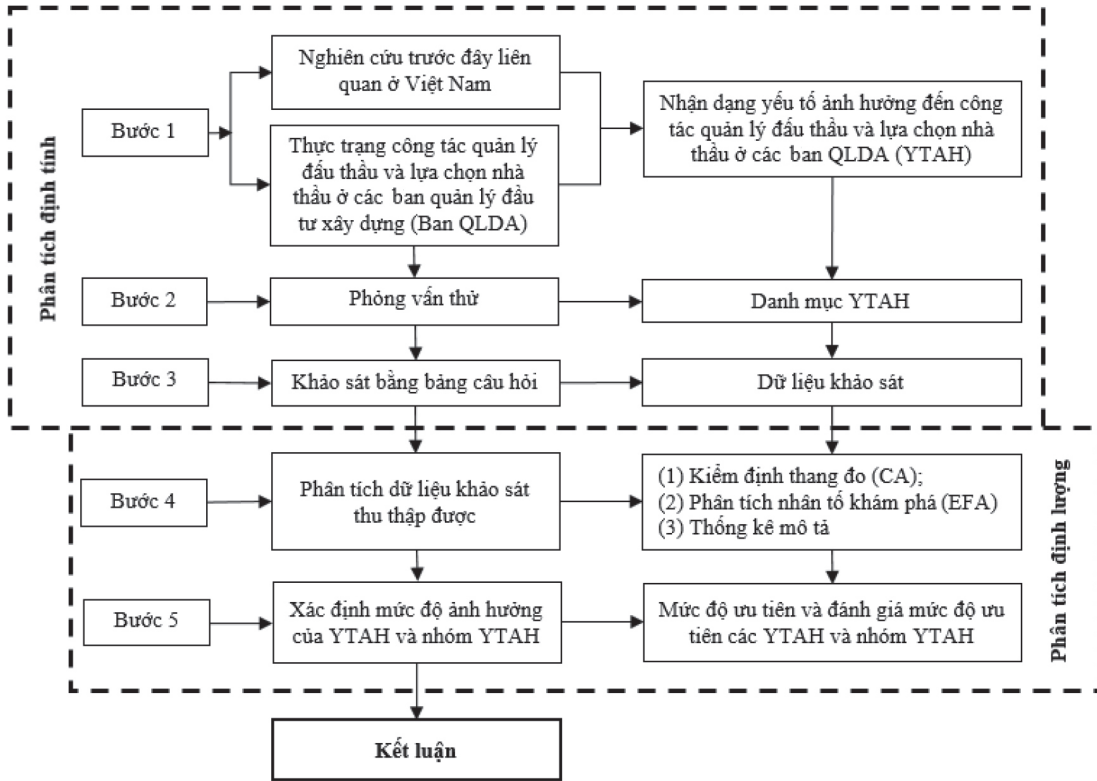 Phân tích định tính
Bước 1
Nghiên cứu trước đây liên
quan ở Việt Nam
Thực trạng công tác quản lý
đấu thầu và lựa chọn nhà
thầu ở các ban quản lý đầu
tư xây dựng (Ban QLDA)
Nhận dạng yếu tố ảnh hưởng đến công
tác quản lý đấu thầu và lựa chọn nhà
thầu ở các ban QLDA (YTAH)
Bước 2
Phỏng vấn thử
Danh mục YTAH
Bước 3
Khảo sát bằng bảng câu hỏi
Dữ liệu khảo sát
Phân tích định lượng
Bước 4
Phân tích dữ liệu khảo sát
thu thập được
(1) Kiểm định thang đo (CA);
(2) Phân tích nhân tố khám phá (EFA)
(3) Thống kê mô tả
Bước 5
Xác định mức độ ảnh hưởng
của YTAH và nhóm YTAH
Mức độ ưu tiên và đánh giá mức độ ưu
tiên các YTAH và nhóm YTAH
Kết luận